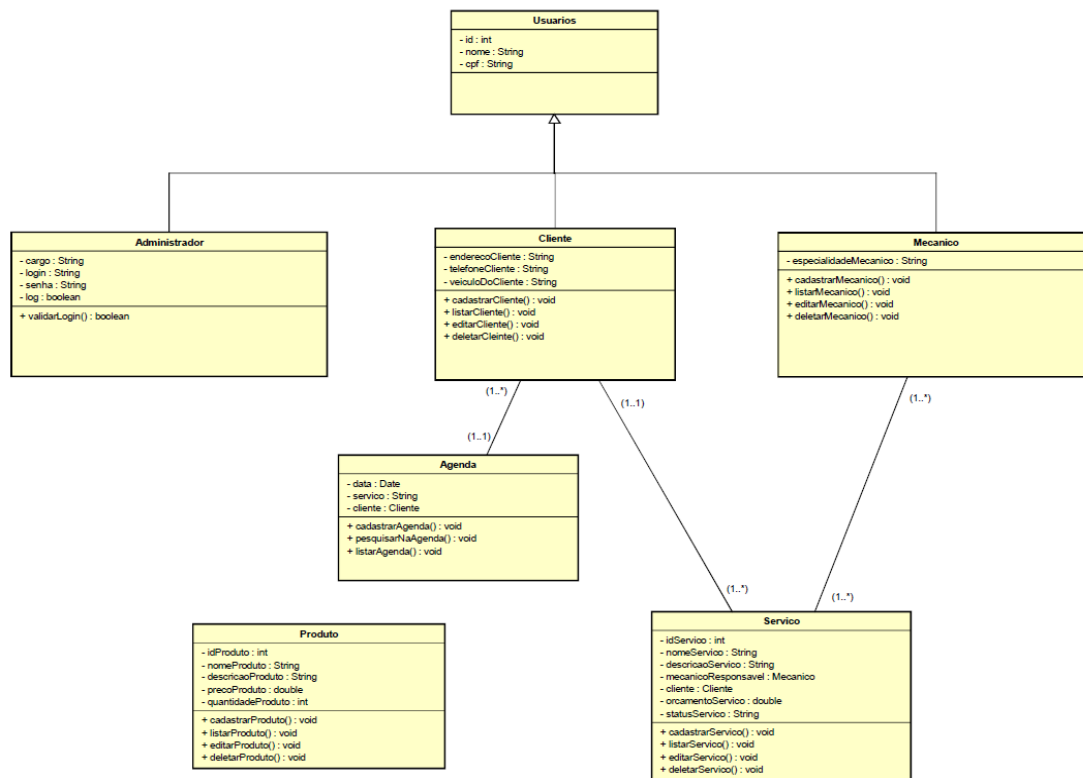 Usuarios
- id : int
- nome : String
- cpf : String
Administrador
- cargo : String
- login : String
- senha : String
- log : boolean
+ validarLogin() : boolean
Cliente
- enderecoCliente : String
- telefoneCliente : String
- veiculoDoCliente : String
+ cadastrarCliente() : void
+ listarCliente() : void
+ editarCliente() : void
+ deletarCleinte() : void
Mecanico
- especialidadeMecanico : String
+ cadastrarMecanico() : void
+ listarMecanico() : void
+ editarMecanico() : void
+ deletarMecanico() : void
(1..*)
(1..1)
(1..1)
(1..*)
(1..*)
(1..*)
Agenda
- data : Date
- servico : String
- cliente : Cliente
+ cadastrarAgenda() : void
+ pesquisarNaAgenda() : void
+ listarAgenda() : void
Produto
- idProduto : int
- nomeProduto : String
- descricaoProduto : String
- precoProduto : double
- quantidadeProduto : int
+ cadastrarProduto() : void
+ listarProduto() : void
+ editarProduto() : void
+ deletarProduto() : void
Servico
- idServico : int
- nomeServico : String
- descricaoServico : String
- mecanicoResponsavel : Mecanico
- cliente : Cliente
- orcamentoServico : double
- statusServico : String
+ cadastrarServico() : void
+ listarServico() : void
+ editarServico() : void
+ deletarServico() : void